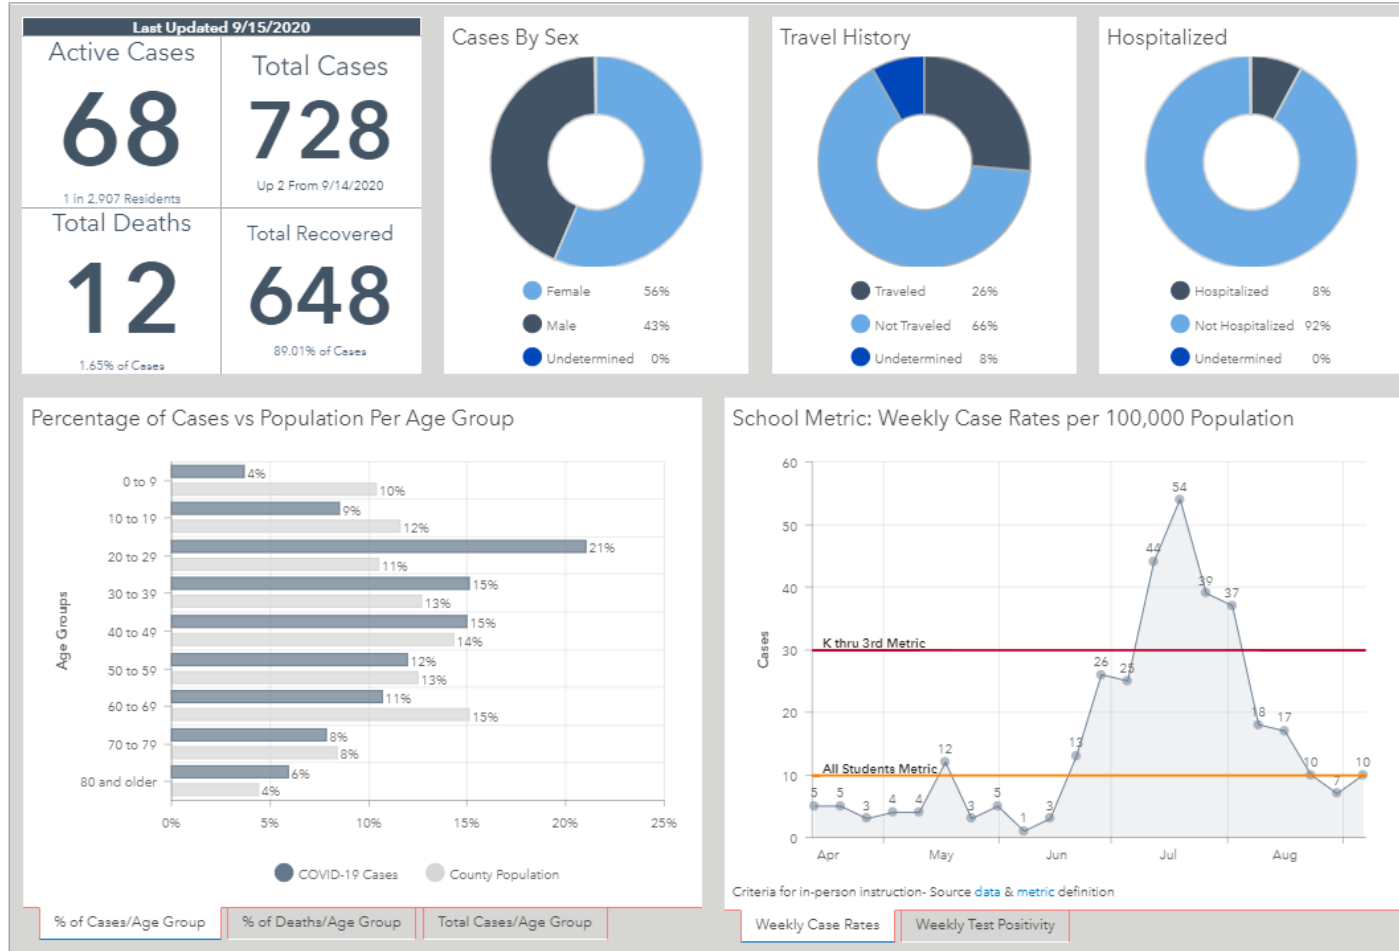 Last Updated 9/15/2020
Active Cases
68
1 in 2,907 Residents
Total Cases
728
Up 2 From 9/14/2020
Total Deaths
12
1.65% of Cases
Total Recovered
648
89.01% of Cases
Cases By Sex
Female 56%
Male 43%
Undetermined 0%
Travel History
Traveled 26%
Not Traveled 66%
Undetermined 8%
Hospitalized
Hospitalized 8%
Not Hospitalized 92%
Undetermined 0%
Percentage of Cases vs Population Per Age Group
Age Groups
0 to 9
4%
10%
10 to 19
9%
12%
20 to 29
21%
11%
30 to 39
15%
13%
40 to 49
15%
14%
50 to 59
12%
13%
60 to 69
11%
15%
70 to 79
8%
8%
80 and older
6%
4%
0% 5% 10% 15% 20% 25%
COVID-19 Cases County Population
% of Cases/Age Group % of Deaths/Age Group Total Cases/Age Group
School Metric: Weekly Case Rates per 100,000 Population
Cases
60
50
40
30
20
10
0
K thru 3rd Metric
All Students Metric
5 5 3 4 4 12 3 5 1 3 13 26 25 44 54 39 37 18 17 10 7 10
Apr May Jun Jul Aug
Criteria for in-person instruction- Source data & metric definition
Weekly Case Rates Weekly Test Positivity